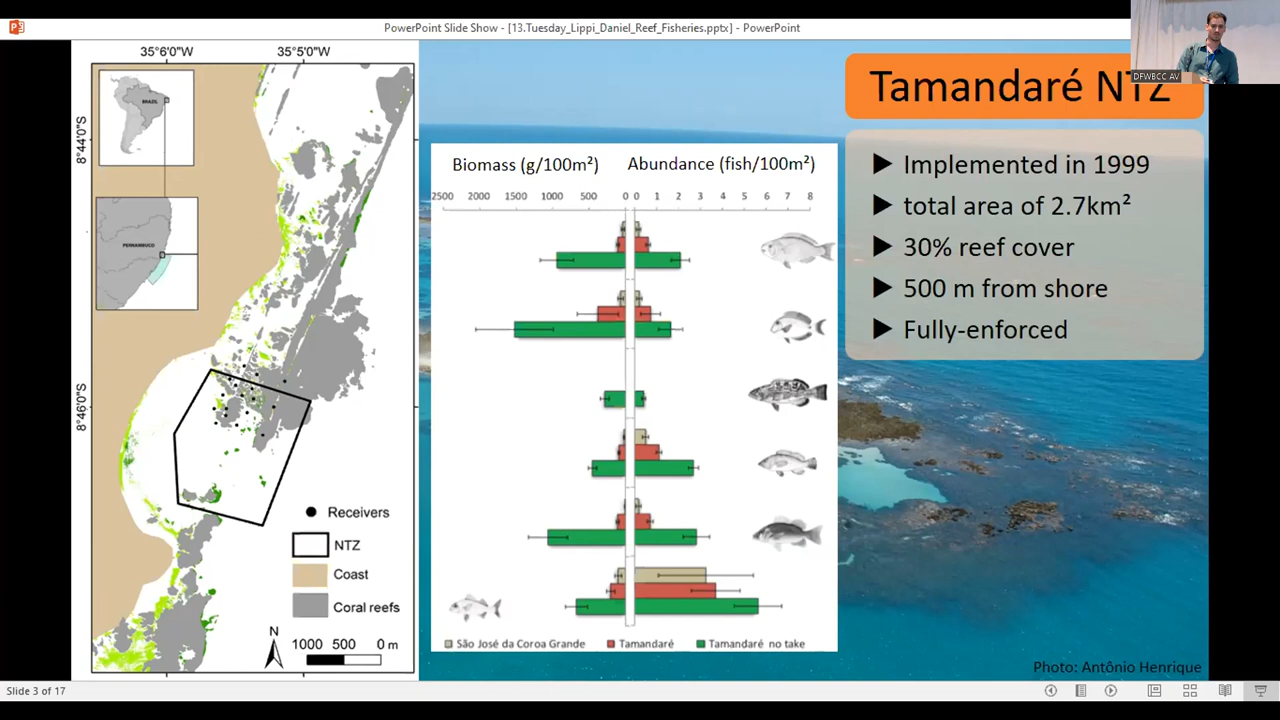 PowerPoint Slide Show - [13.Tuesday_Lippi_Daniel_Reef_Fisheries.pptx] - PowerPoint
DFWBCC AV
35°6'0"W 35°5'0"W
8°44'0"S
8°46'0"S
BRAZIL
PERNAMBUCO
Receivers
NTZ
Coast
Coral reefs
N
1000 500 0 m
Biomass (g/100m²) Abundance (fish/100m²)
2500 2000 1500 1000 500 0 0 1 2 3 4 5 6 7 8
São José da Coroa Grande Tamandaré Tamandaré no take
Tamandaré NTZ
Implemented in 1999
total area of 2.7km²
30% reef cover
500 m from shore
Fully-enforced
Photo: Antônio Henrique
Slide 3 of 17